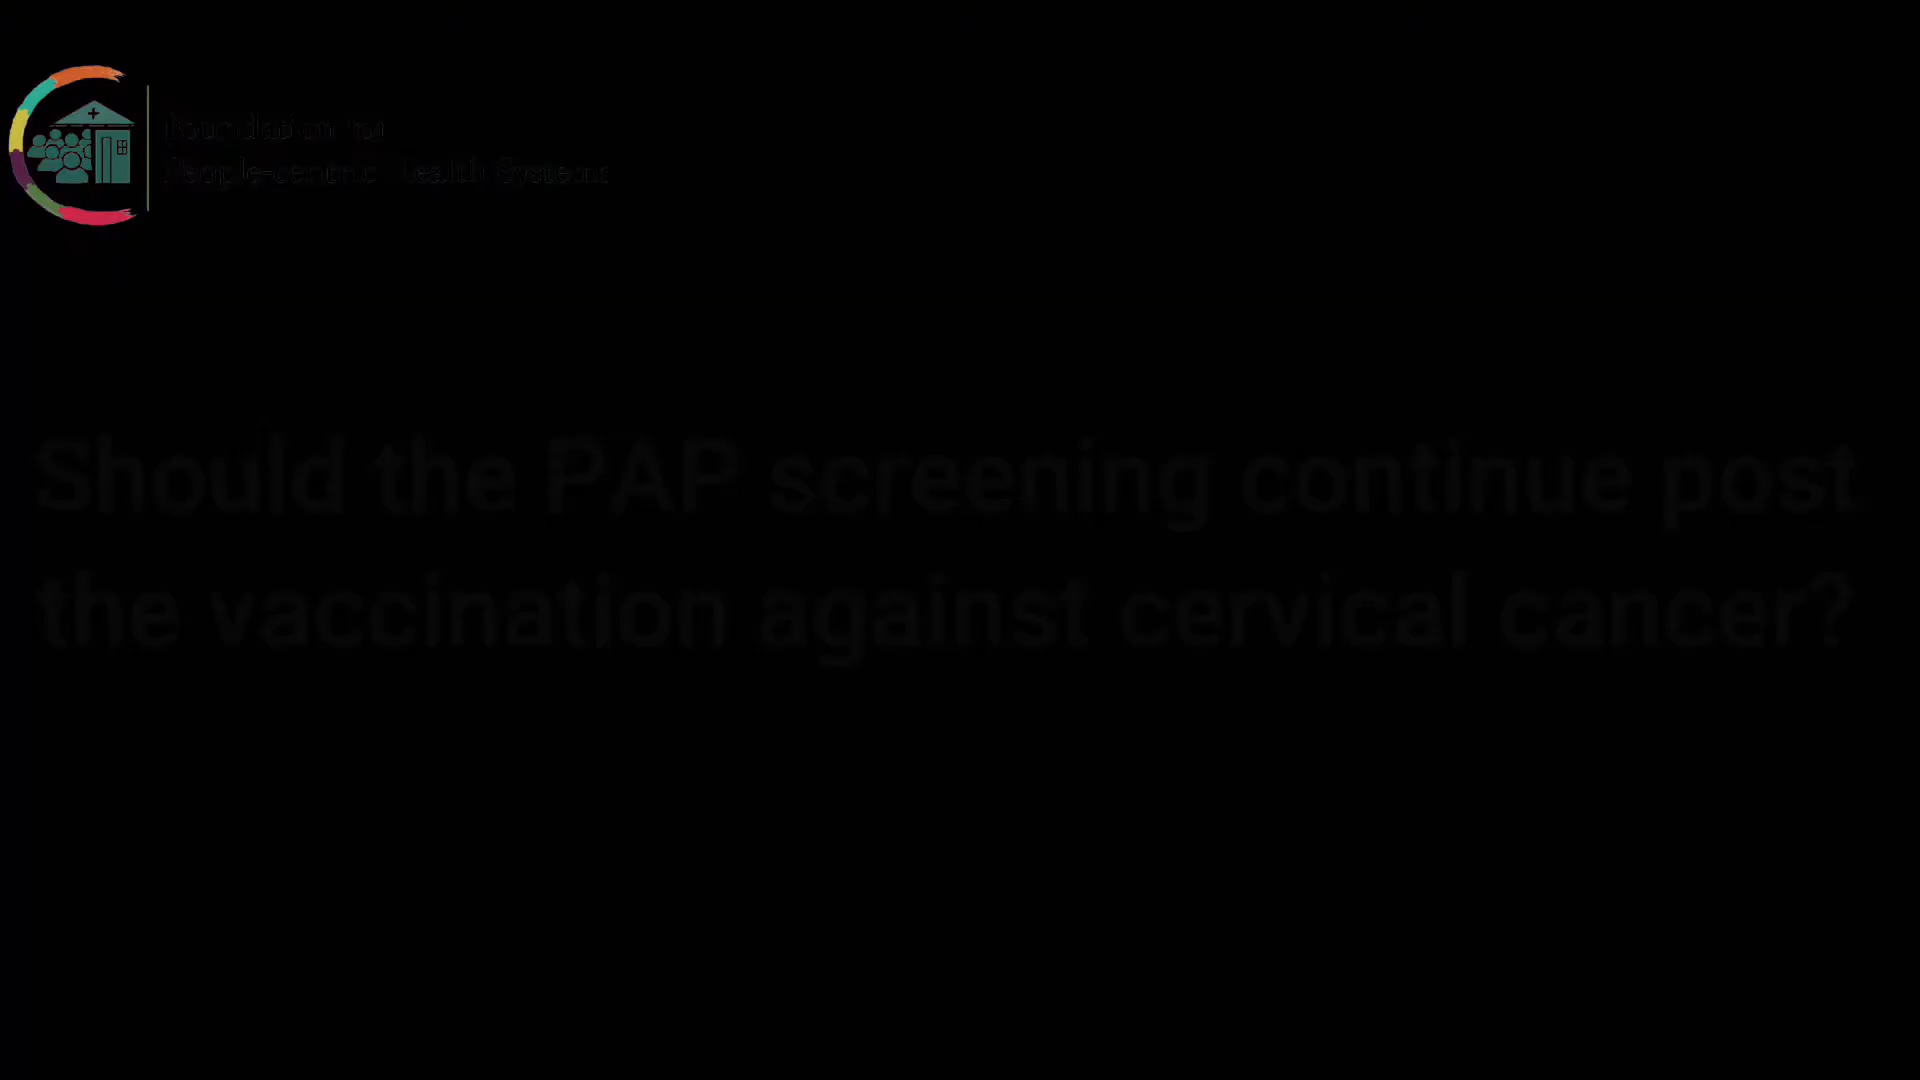 Foundation for
People-centric Health Systems
Should the PAP screening continue post
the vaccination against cervical cancer?